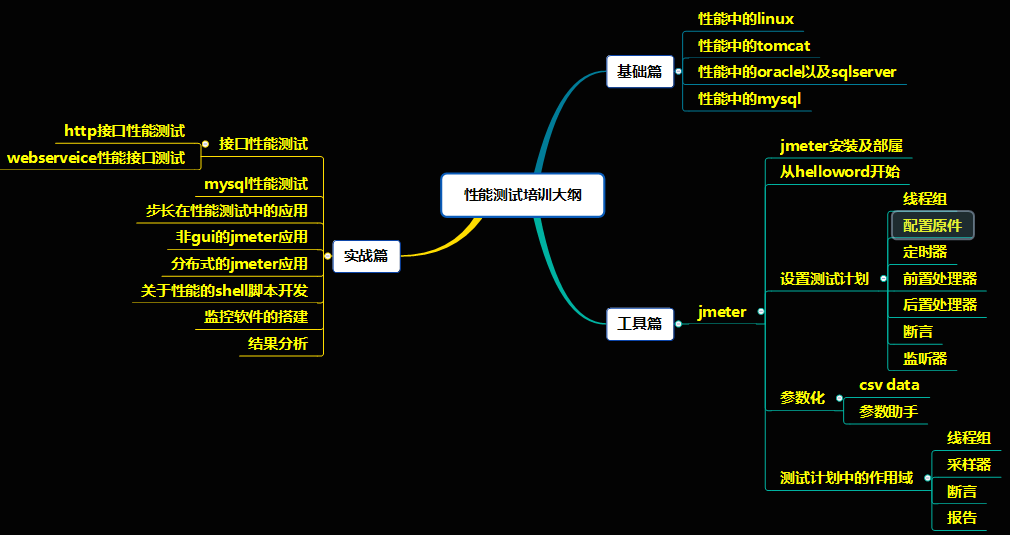 性能测试培训大纲
基础篇
性能中的linux
性能中的tomcat
性能中的oracle以及sqlserver
性能中的mysql
工具篇
jmeter
jmeter安装及部属
从helloword开始
设置测试计划
线程组
配置原件
定时器
前置处理器
后置处理器
断言
监听器
参数化
csv data
参数助手
测试计划中的作用域
线程组
采样器
断言
报告
实战篇
接口性能测试
http接口性能测试
webserveice性能接口测试
mysql性能测试
步长在性能测试中的应用
非gui的jmeter应用
分布式的jmeter应用
关于性能的shell脚本开发
监控软件的搭建
结果分析